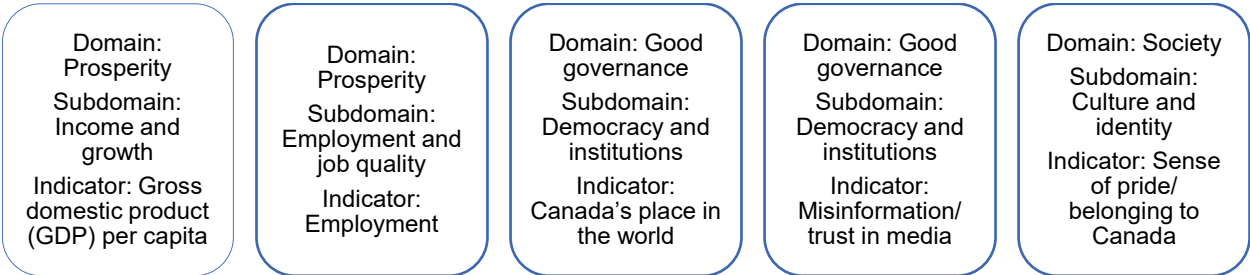 Domain:
Prosperity
Subdomain:
Income and
growth
Indicator: Gross
domestic product
(GDP) per capita
Domain:
Prosperity
Subdomain:
Employment and
job quality
Indicator:
Employment
Domain: Good
governance
Subdomain:
Democracy and
institutions
Indicator:
Canada’s place in
the world
Domain: Good
governance
Subdomain:
Democracy and
institutions
Indicator:
Misinformation/
trust in media
Domain: Society
Subdomain:
Culture and
identity
Indicator: Sense
of pride/
belonging to
Canada